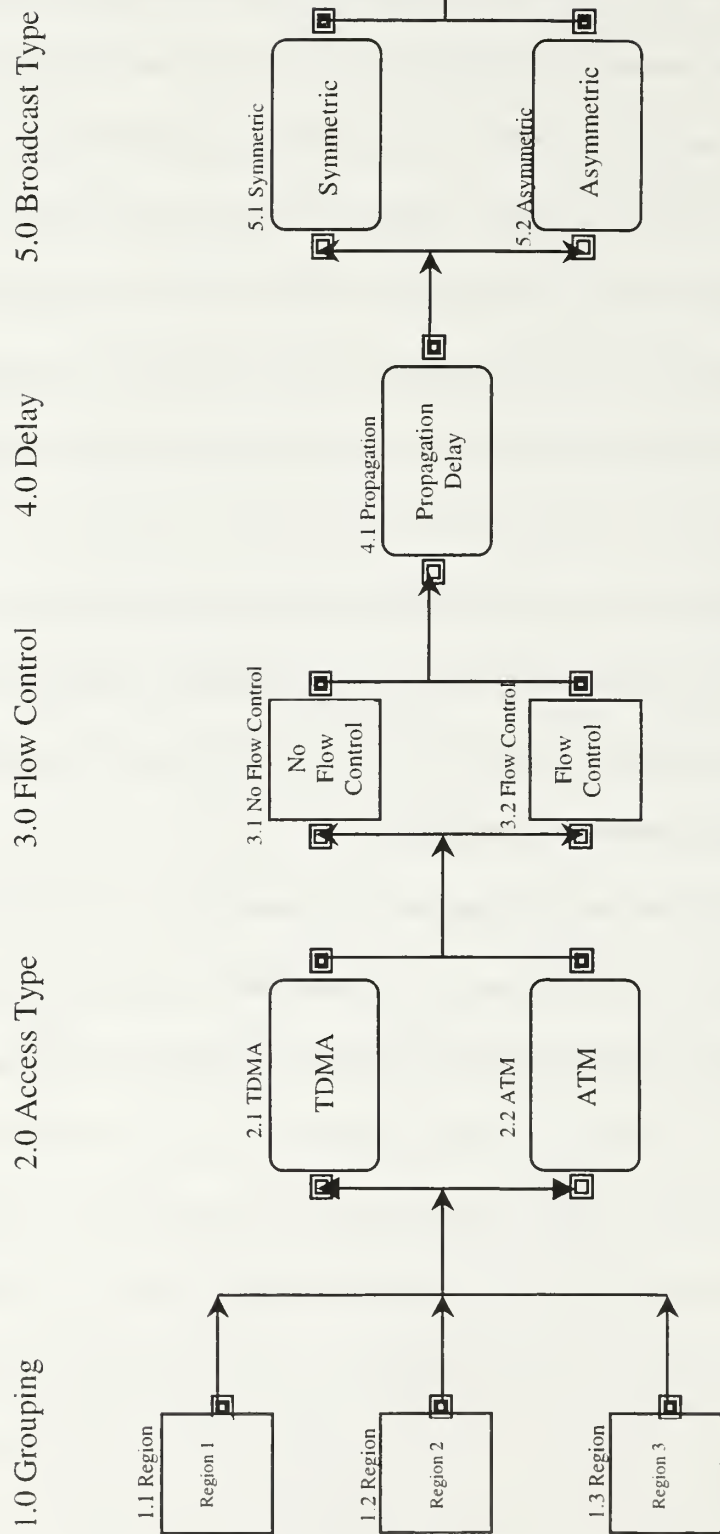 1.0 Grouping
2.0 Access Type
3.0 Flow Control
4.0 Delay
5.0 Broadcast Type
1.1 Region
Region 1
1.2 Region
Region 2
1.3 Region
Region 3
2.1 TDMA
TDMA
2.2 ATM
ATM
3.1 No Flow Control
No
Flow
Control
3.2 Flow Control
Flow
Control
4.1 Propagation
Propagation
Delay
5.1 Symmetric
Symmetric
5.2 Asymmetric
Asymmetric